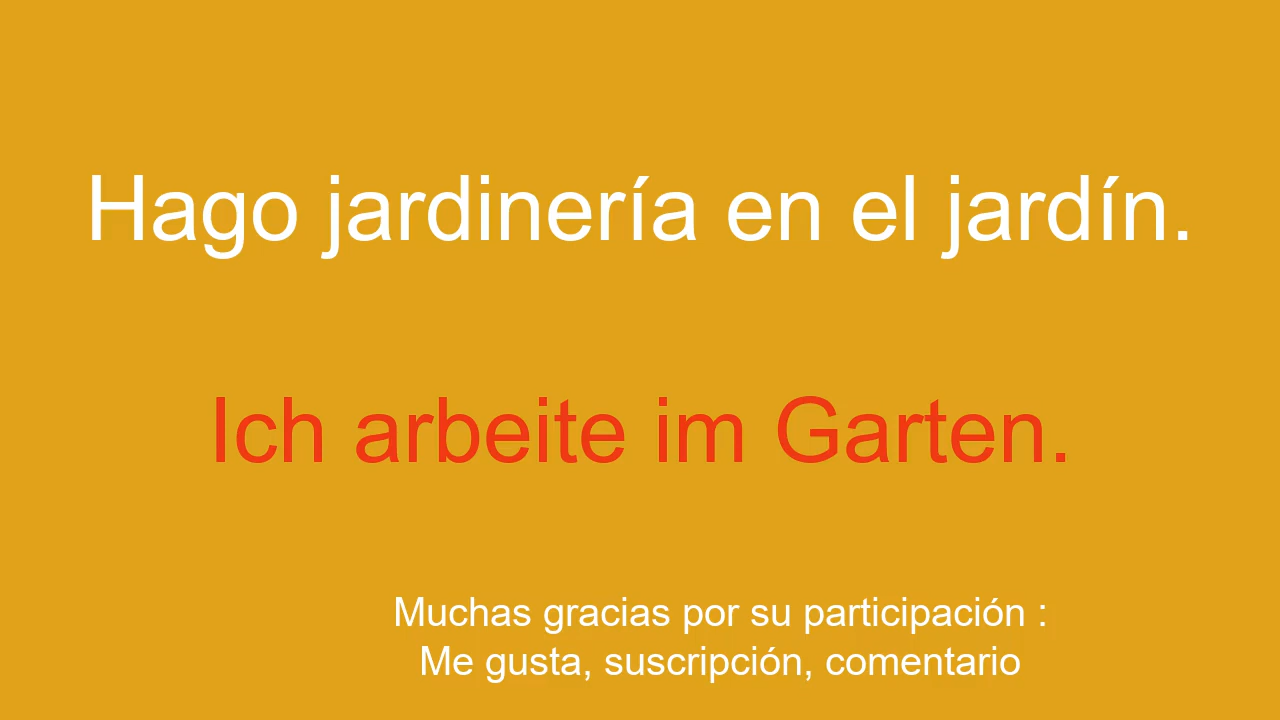 Hago jardinería en el jardín.
Ich arbeite im Garten.
Muchas gracias por su participación :
Me gusta, suscripción, comentario